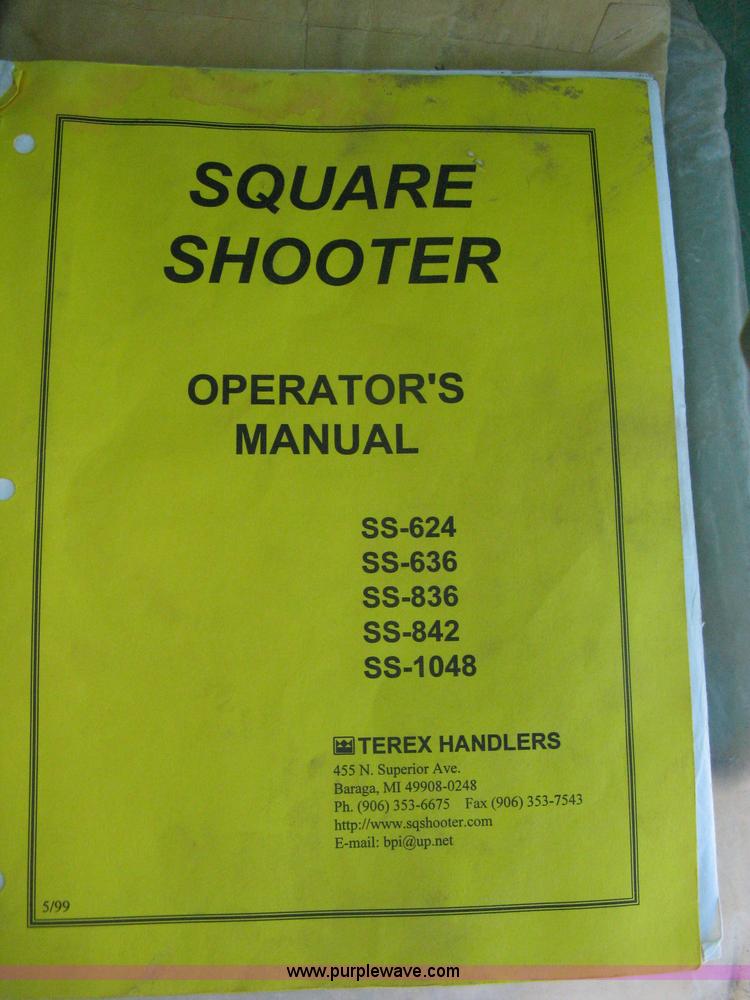 SQUARE
SHOOTER
OPERATOR'S
MANUAL
SS-624
SS-636
SS-836
SS-842
SS-1048
TEREX HANDLERS
455 N. Superior Ave.
Baraga, MI 49908-0248
Ph. (906) 353-6675 Fax (906) 353-7543
http://www.sqshooter.com
E-mail: bpi@up.net
5/99
www.purplewave.com